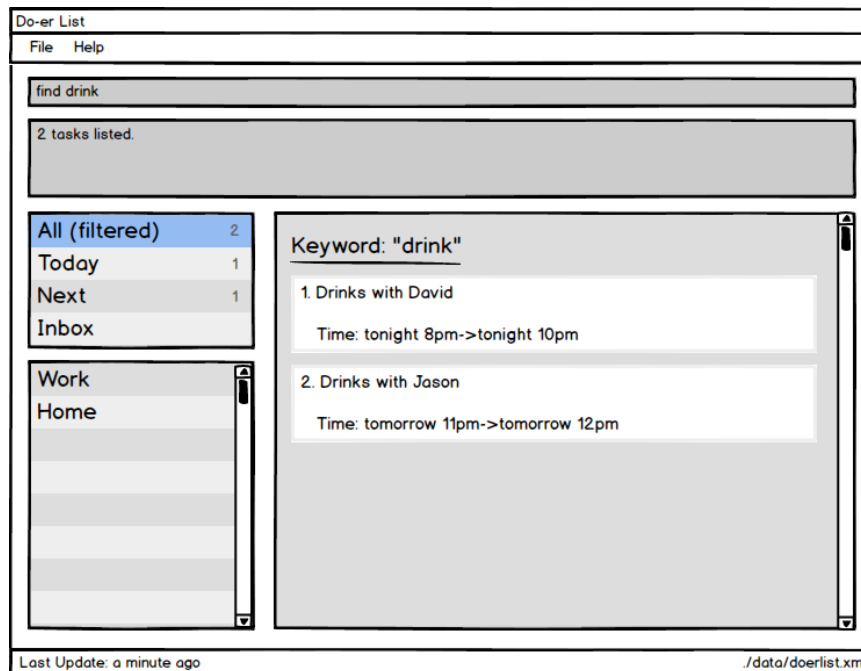 Do-er List
File Help
find drink
2 tasks listed.
All (filtered) 2
Today 1
Next 1
Inbox
Work
Home
Keyword: "drink"
1. Drinks with David
Time: tonight 8pm->tonight 10pm
2. Drinks with Jason
Time: tomorrow 11pm->tomorrow 12pm
Last Update: a minute ago
./data/doerlist.xm